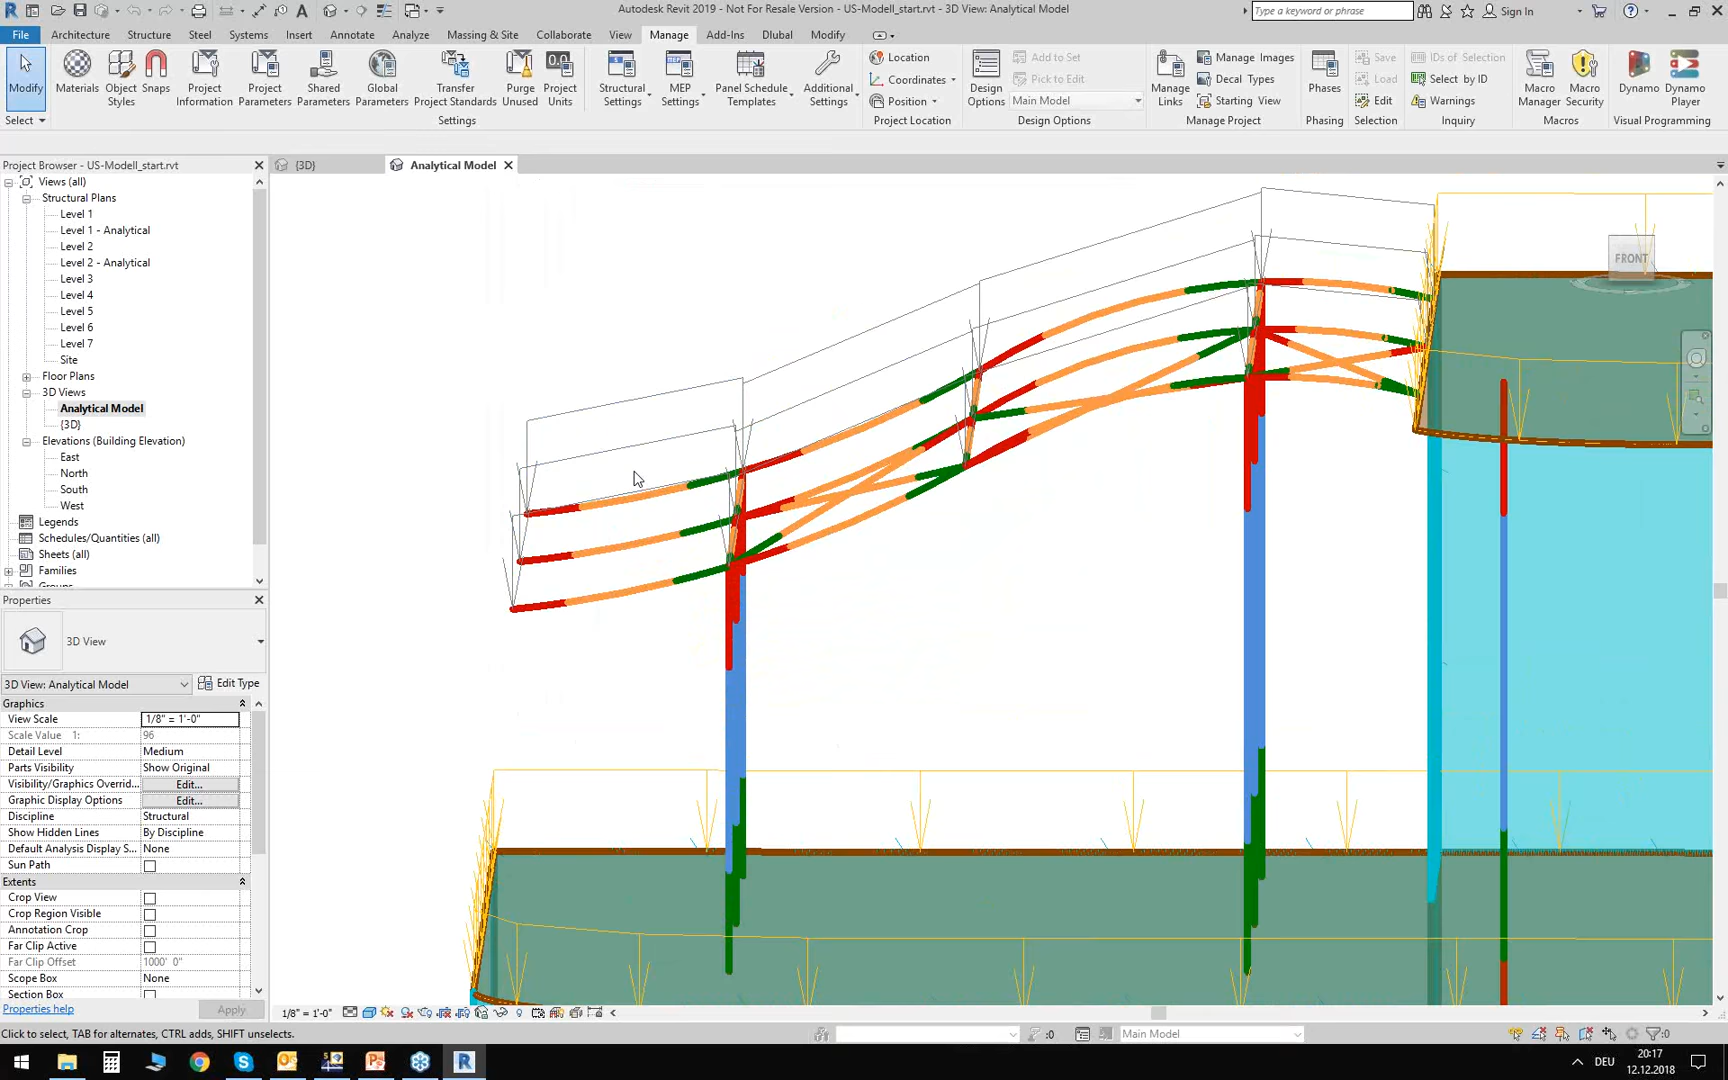 Autodesk Revit 2019 - Not For Resale Version - US-Modell_start.rvt - 3D View: Analytical Model
Type a keyword or phrase
Sign In
File Architecture Structure Steel Systems Insert Annotate Analyze Massing & Site Collaborate View Manage Add-Ins Dlubal Modify
Modify
Materials
Object Styles
Snaps
Project Information
Project Parameters
Shared Parameters
Global Parameters
Transfer Project Standards
Purge Unused
Project Units
Structural Settings
MEP Settings
Panel Schedule Templates
Additional Settings
Location
Coordinates
Position
Design Options
Add to Set
Pick to Edit
Main Model
Manage Links
Manage Images
Decal Types
Starting View
Phases
Save
Load
Edit
IDs of Selection
Select by ID
Warnings
Macro Manager
Macro Security
Dynamo
Dynamo Player
Select
Settings
Project Location
Design Options
Manage Project
Phasing
Selection
Inquiry
Macros
Visual Programming
Project Browser - US-Modell_start.rvt
{3D}
Analytical Model
Views (all)
Structural Plans
Level 1
Level 1 - Analytical
Level 2
Level 2 - Analytical
Level 3
Level 4
Level 5
Level 6
Level 7
Site
Floor Plans
3D Views
Analytical Model
{3D}
Elevations (Building Elevation)
East
North
South
West
Legends
Schedules/Quantities (all)
Sheets (all)
Families
Groups
FRONT
Properties
3D View
3D View: Analytical Model
Edit Type
Graphics
View Scale 1/8" = 1'-0"
Scale Value 1: 96
Detail Level Medium
Parts Visibility Show Original
Visibility/Graphics Overrid... Edit...
Graphic Display Options Edit...
Discipline Structural
Show Hidden Lines By Discipline
Default Analysis Display S... None
Sun Path
Extents
Crop View
Crop Region Visible
Annotation Crop
Far Clip Active
Far Clip Offset 1000' 0"
Scope Box None
Section Box
Properties help
Apply
1/8" = 1'-0"
Click to select, TAB for alternates, CTRL adds, SHIFT unselects.
:0
Main Model
:0
DEU
20:17
12.12.2018